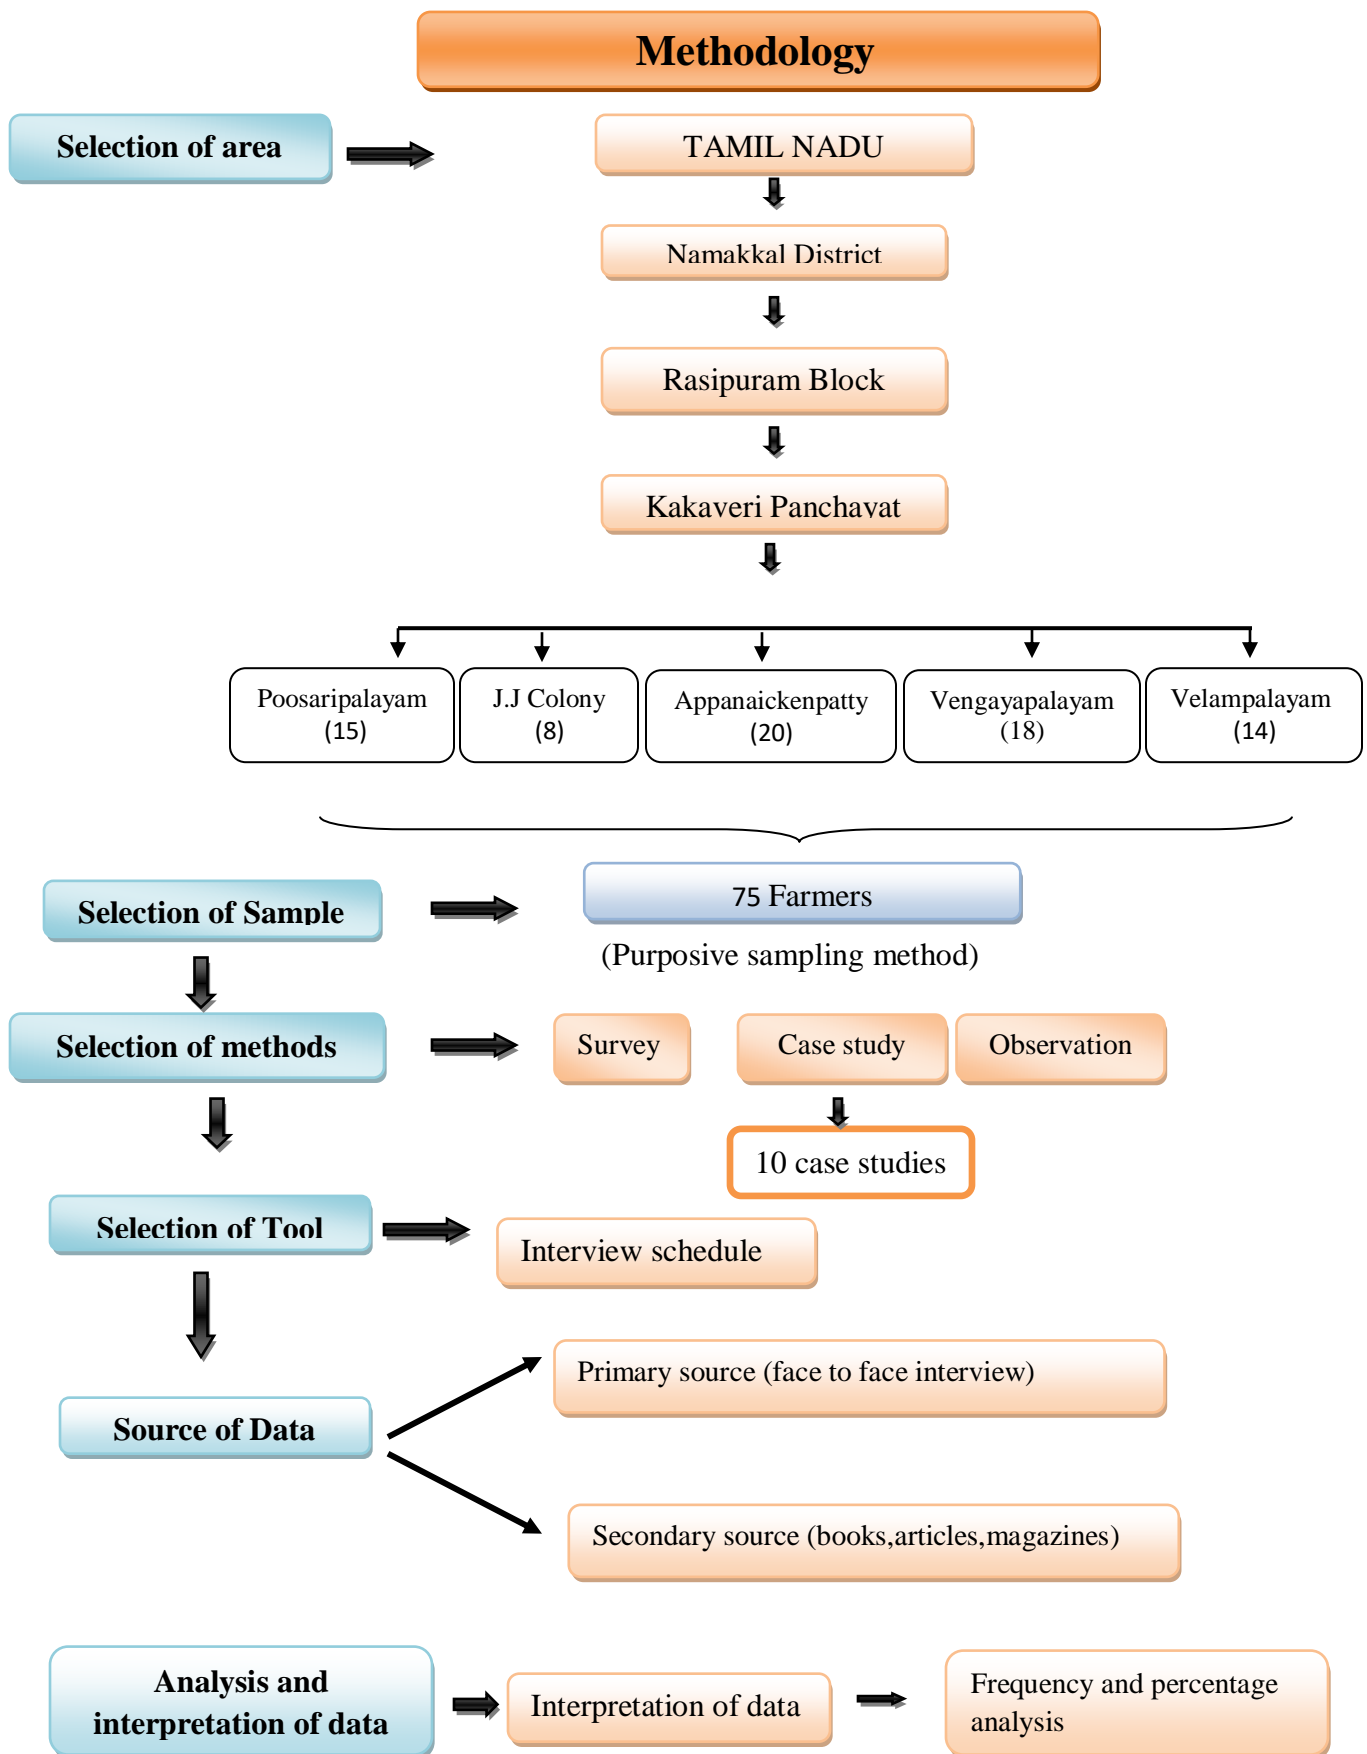 Methodology
Selection of area
TAMIL NADU
Namakkal District
Rasipuram Block
Kakaveri Panchayat
Poosaripalayam
(15)
J.J Colony
(8)
Appanaickenpatty
(20)
Vengayapalayam
(18)
Velampalayam
(14)
Selection of Sample
75 Farmers
(Purposive sampling method)
Selection of methods
Survey
Case study
Observation
10 case studies
Selection of Tool
Interview schedule
Source of Data
Primary source (face to face interview)
Secondary source (books,articles,magazines)
Analysis and
interpretation of data
Interpretation of data
Frequency and percentage
analysis